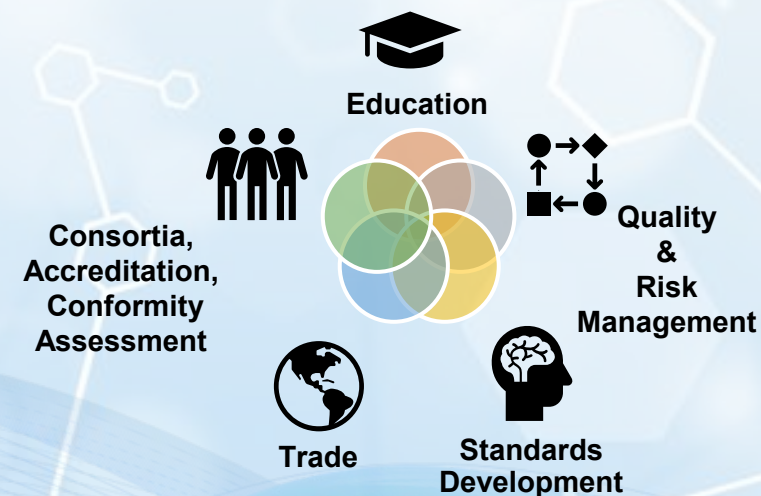 Education
Quality
&
Risk
Management
Consortia,
Accreditation,
Conformity
Assessment
Trade
Standards
Development